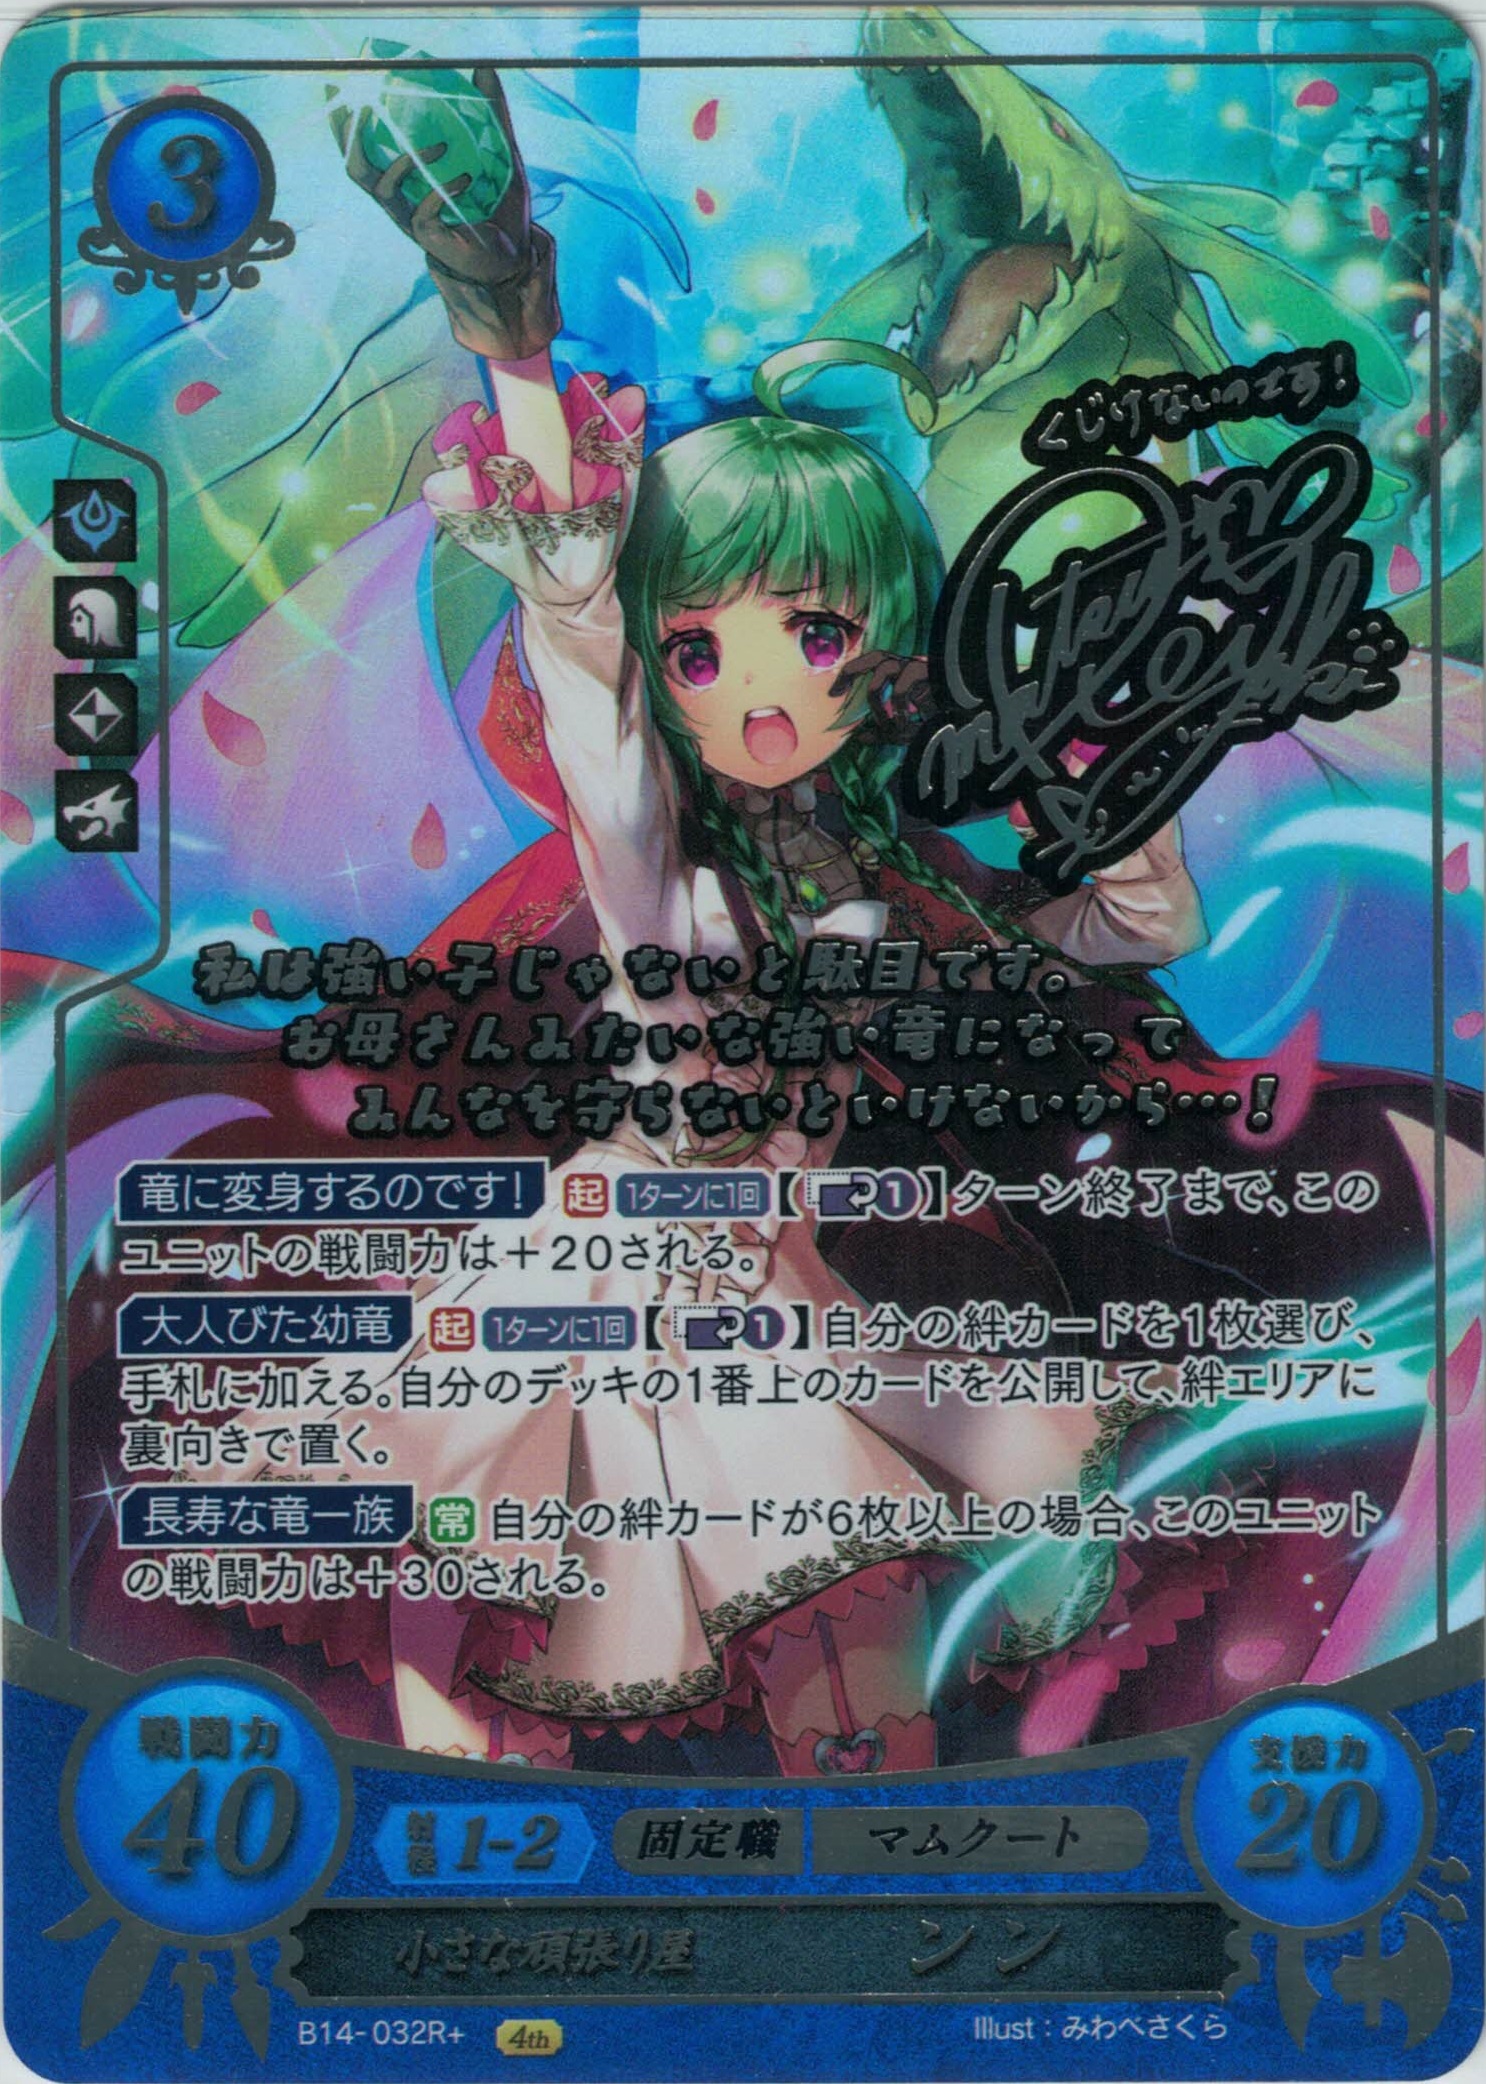 3
くじけないのです!
私は強い子じゃないと駄目です。
お母さんみたいな強い竜になって
みんなを守らないといけないから…!
竜に変身するのです! 起 1ターンに1回【 1】ターン終了まで、この
ユニットの戦闘力は+20される。
大人びた幼竜 起 1ターンに1回【 1】自分の絆カードを1枚選び、
手札に加える。自分のデッキの1番上のカードを公開して、絆エリアに
裏向きで置く。
長寿な竜一族 常 自分の絆カードが6枚以上の場合、このユニット
の戦闘力は+30される。
戦闘力
40
射程 1-2
固定職 マムクート
支援力
20
小さな頑張り屋 ンン
B14-032R+ 4th
Illust:みわべさくら